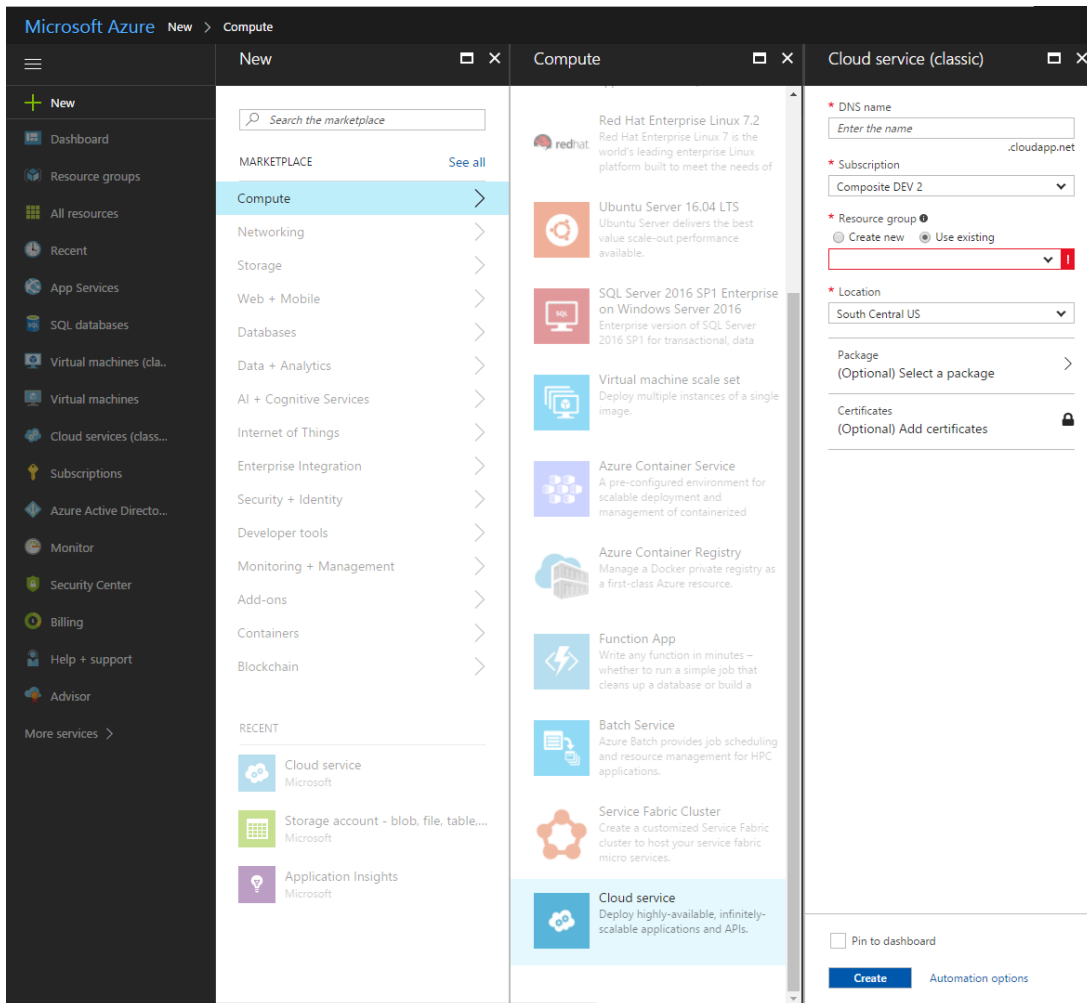 Microsoft Azure New > Compute
New
Dashboard
Resource groups
All resources
Recent
App Services
SQL databases
Virtual machines (cla..
Virtual machines
Cloud services (class...
Subscriptions
Azure Active Directo...
Monitor
Security Center
Billing
Help + support
Advisor
More services >
New
Search the marketplace
MARKETPLACE See all
Compute
Networking
Storage
Web + Mobile
Databases
Data + Analytics
AI + Cognitive Services
Internet of Things
Enterprise Integration
Security + Identity
Developer tools
Monitoring + Management
Add-ons
Containers
Blockchain
RECENT
Cloud service
Microsoft
Storage account - blob, file, table,...
Microsoft
Application Insights
Microsoft
Compute
redhat
Red Hat Enterprise Linux 7.2
Red Hat Enterprise Linux 7 is the
world's leading enterprise Linux
platform built to meet the needs of
Ubuntu Server 16.04 LTS
Ubuntu Server delivers the best
value scale-out performance
available.
SQL
SQL Server 2016 SP1 Enterprise
on Windows Server 2016
Enterprise version of SQL Server
2016 SP1 for transactional, data
Virtual machine scale set
Deploy multiple instances of a single
image.
Azure Container Service
A pre-configured environment for
scalable deployment and
management of containerized
Azure Container Registry
Manage a Docker private registry as
a first-class Azure resource.
Function App
Write any function in minutes –
whether to run a simple job that
cleans up a database or build a
Batch Service
Azure Batch provides job scheduling
and resource management for HPC
applications.
Service Fabric Cluster
Create a customized Service Fabric
cluster to host your service fabric
micro services.
Cloud service
Deploy highly-available, infinitely-
scalable applications and APIs.
Cloud service (classic)
* DNS name
Enter the name
.cloudapp.net
* Subscription
Composite DEV 2
* Resource group
Create new Use existing
!
* Location
South Central US
Package
(Optional) Select a package
Certificates
(Optional) Add certificates
Pin to dashboard
Create Automation options